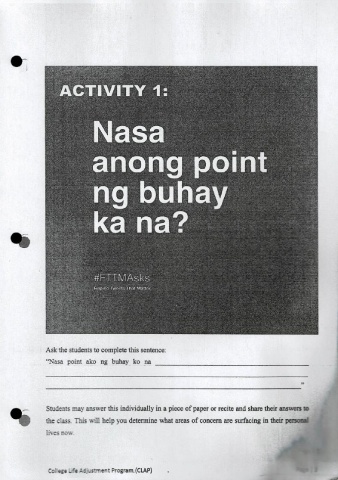 ACTIVITY 1:
Nasa
anong point
ng buhay
ka na?
#FTTMAsks
Ask the students to complete this sentence:
"Nasa point ako ng buhay ko na
"
Students may answer this individually in a piece of paper or recite and share their answers to
the class. This will help you determine what areas of concern are surfacing in their personal
lives now.
College Life Adjustment Program (CLAP)